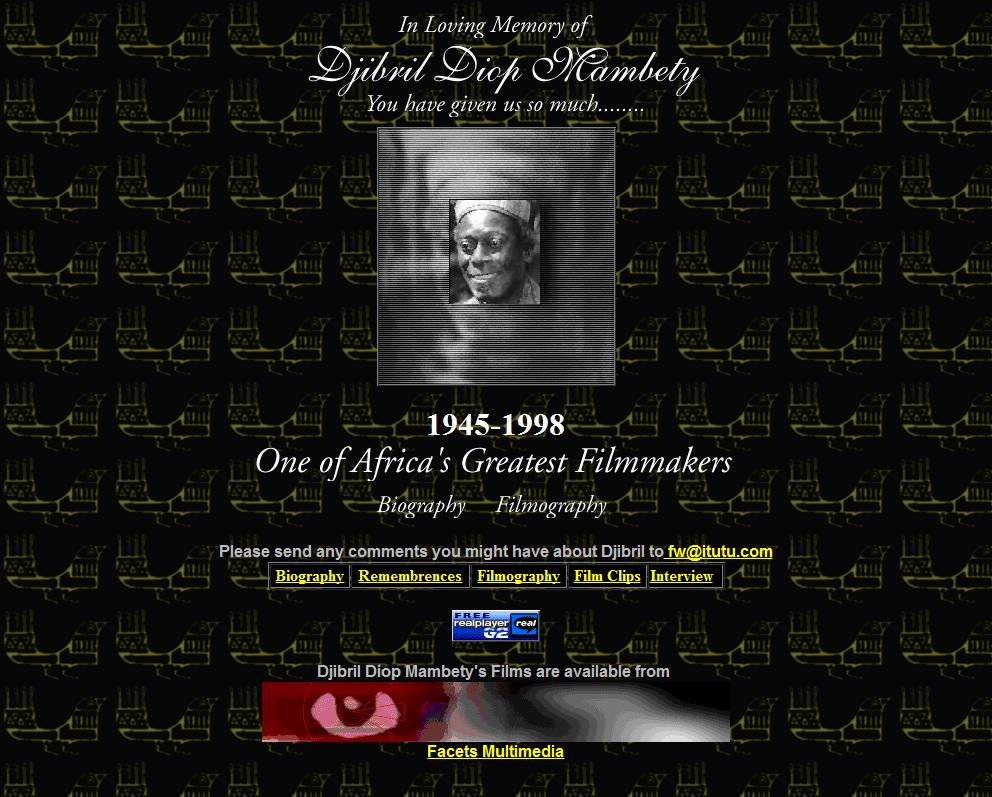 In Loving Memory of
Djibril Diop Mambety
You have given us so much........
1945-1998
One of Africa's Greatest Filmmakers
Biography Filmography
Please send any comments you might have about Djibril to fw@itutu.com
Biography Remembrences Filmography Film Clips Interview
FREE
realplayer real
G2
Djibril Diop Mambety's Films are available from
Facets Multimedia